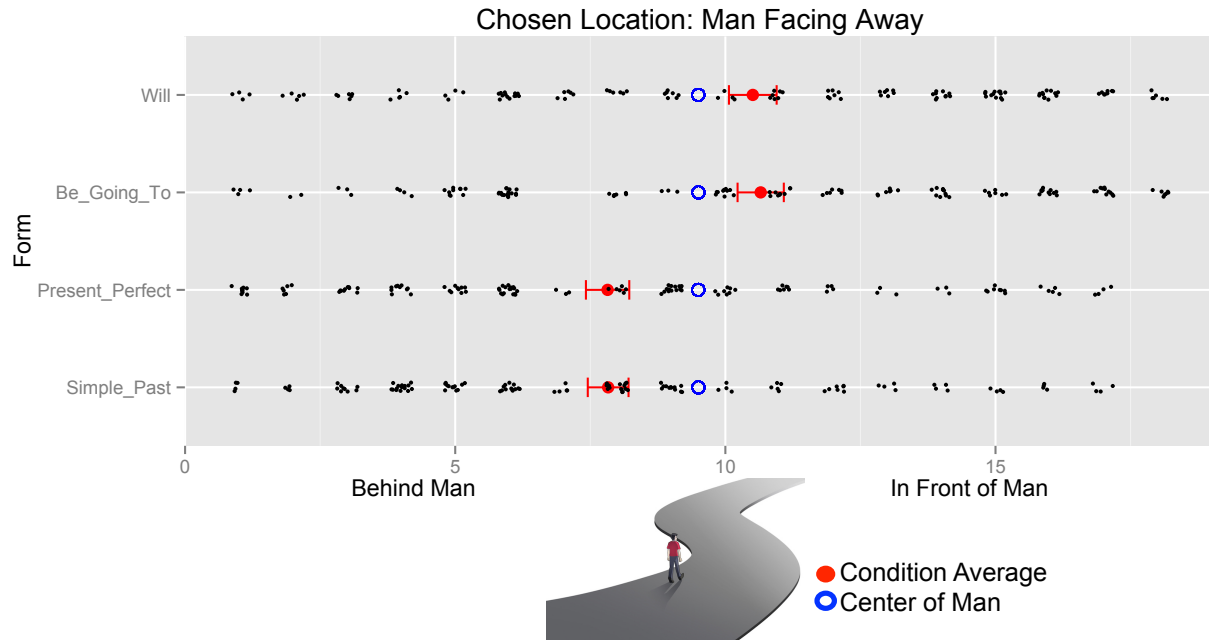 Chosen Location: Man Facing Away
Form
Will
Be_Going_To
Present_Perfect
Simple_Past
0 5 10 15
Behind Man In Front of Man
Condition Average
Center of Man